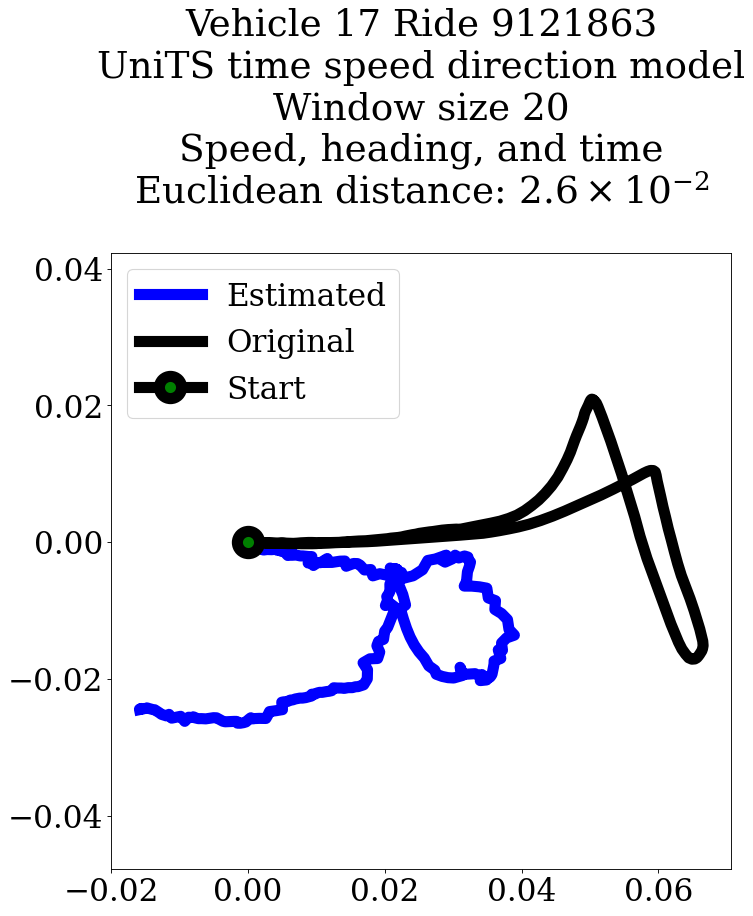 Vehicle 17 Ride 9121863
UniTS time speed direction model
Window size 20
Speed, heading, and time
Euclidean distance: 2.6 × 10⁻²
Estimated
Original
Start
0.04
0.02
0.00
−0.02
−0.04
−0.02 0.00 0.02 0.04 0.06